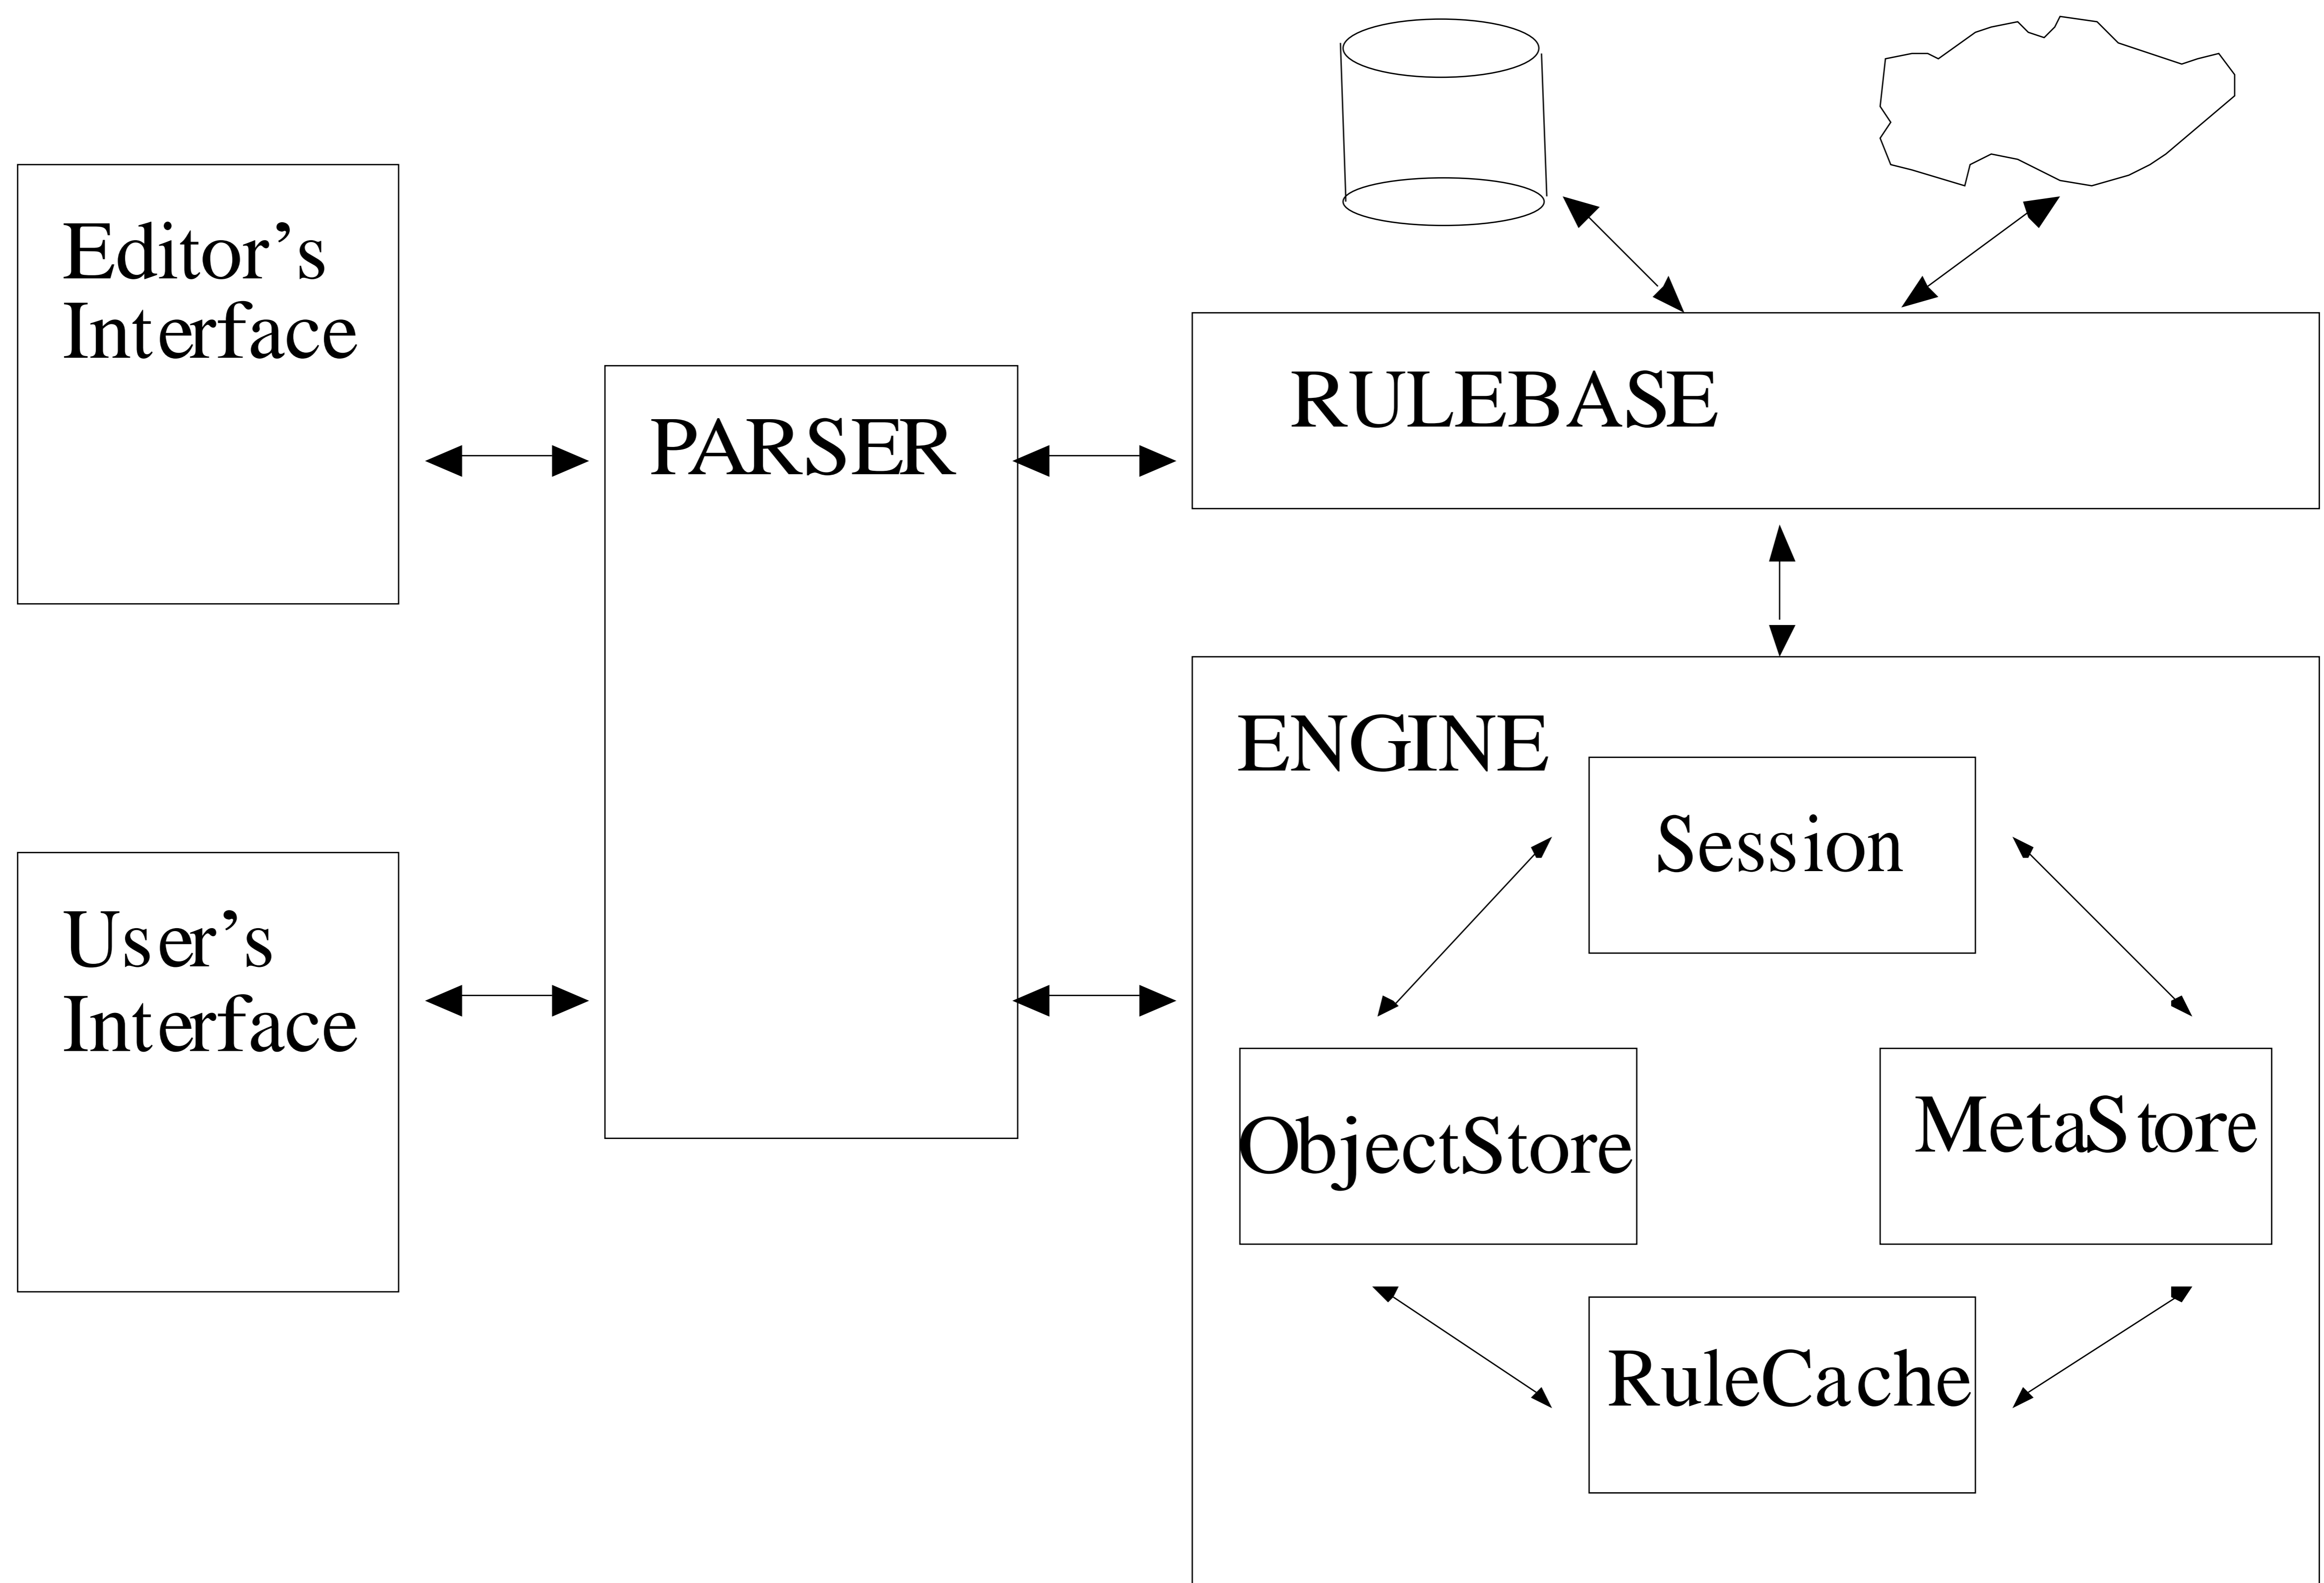 Editor’s
Interface
PARSER
RULEBASE
ENGINE
Session
User’s
Interface
ObjectStore
MetaStore
RuleCache